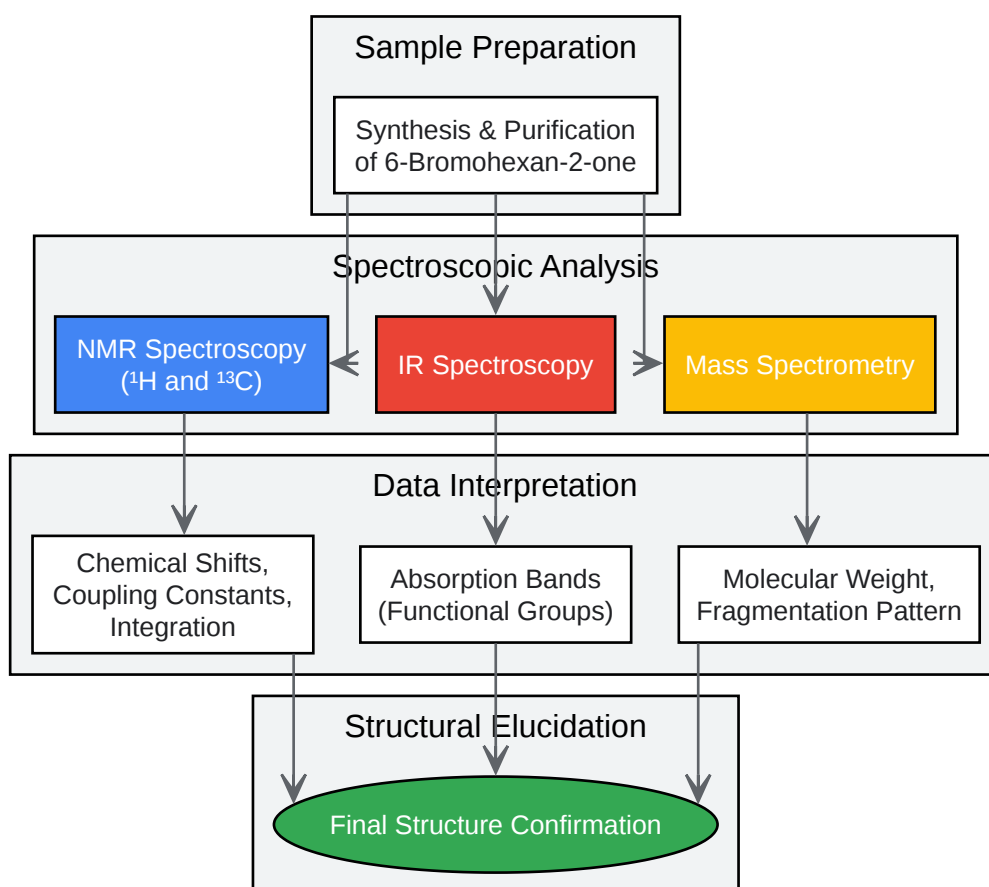 Sample Preparation
Synthesis & Purification
of 6-Bromohexan-2-one
Spectroscopic Analysis
NMR Spectroscopy
(¹H and ¹³C)
IR Spectroscopy
Mass Spectrometry
Data Interpretation
Chemical Shifts,
Coupling Constants,
Integration
Absorption Bands
(Functional Groups)
Molecular Weight,
Fragmentation Pattern
Structural Elucidation
Final Structure Confirmation